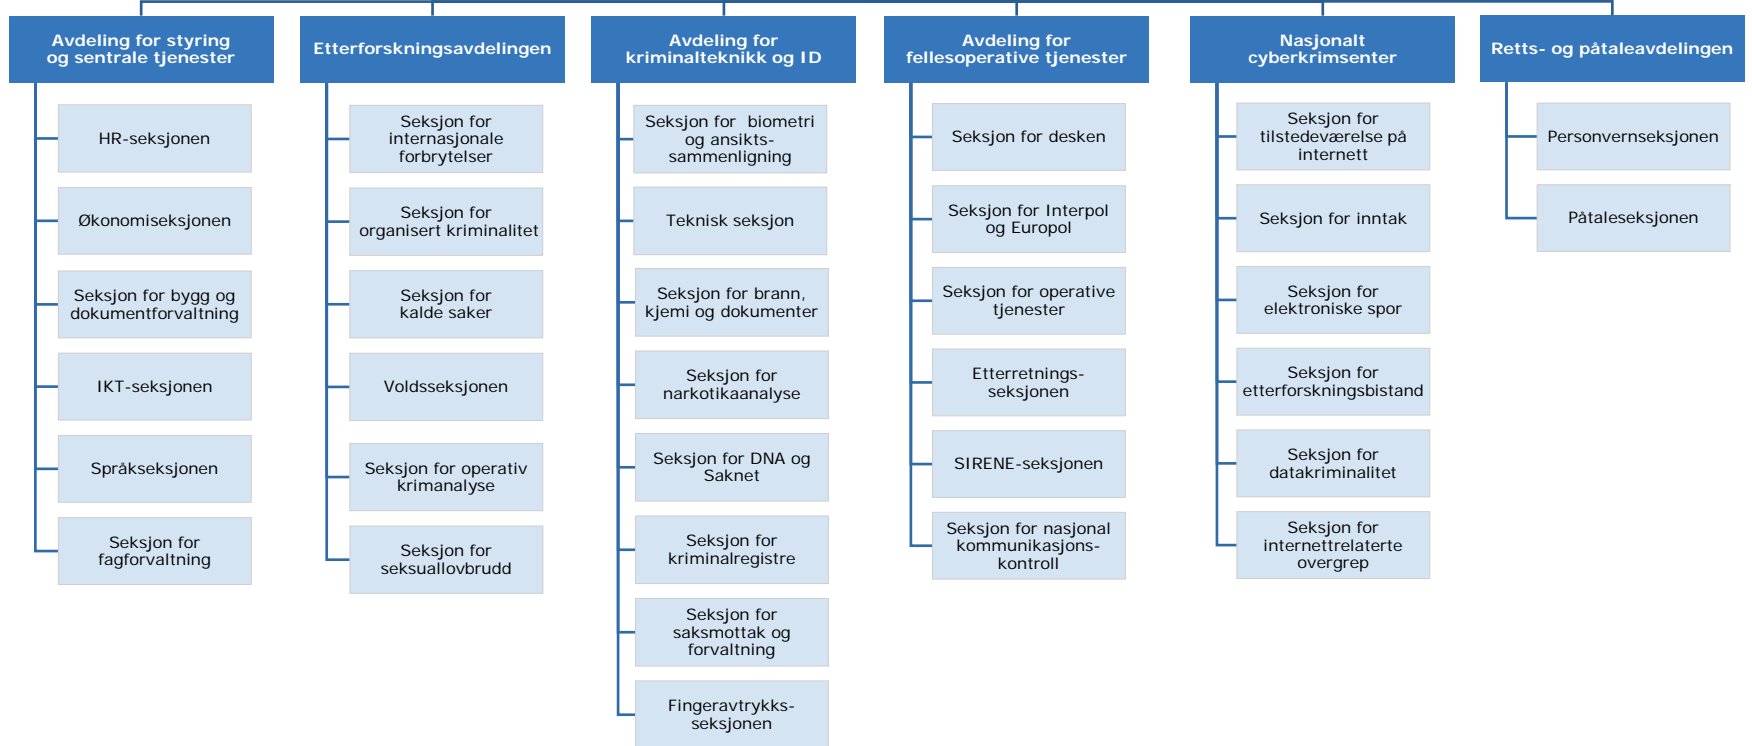 Avdeling for styring
og sentrale tjenester
HR-seksjonen
Økonomiseksjonen
Seksjon for bygg og
dokumentforvaltning
IKT-seksjonen
Språkseksjonen
Seksjon for
fagforvaltning
Etterforskningsavdelingen
Seksjon for
internasjonale
forbrytelser
Seksjon for
organisert kriminalitet
Seksjon for
kalde saker
Voldsseksjonen
Seksjon for operativ
krimanalyse
Seksjon for
seksuallovbrudd
Avdeling for
kriminalteknikk og ID
Seksjon for biometri
og ansikts-
sammenligning
Teknisk seksjon
Seksjon for brann,
kjemi og dokumenter
Seksjon for
narkotikaanalyse
Seksjon for DNA og
Saknet
Seksjon for
kriminalregistre
Seksjon for
saksmottak og
forvaltning
Fingeravtrykks-
seksjonen
Avdeling for
fellesoperative tjenester
Seksjon for desken
Seksjon for Interpol
og Europol
Seksjon for operative
tjenester
Etterretnings-
seksjonen
SIRENE-seksjonen
Seksjon for nasjonal
kommunikasjons-
kontroll
Nasjonalt
cyberkrimsenter
Seksjon for
tilstedeværelse på
internett
Seksjon for inntak
Seksjon for
elektroniske spor
Seksjon for
etterforskningsbistand
Seksjon for
datakriminalitet
Seksjon for
internettrelaterte
overgrep
Retts- og påtaleavdelingen
Personvernseksjonen
Påtaleseksjonen